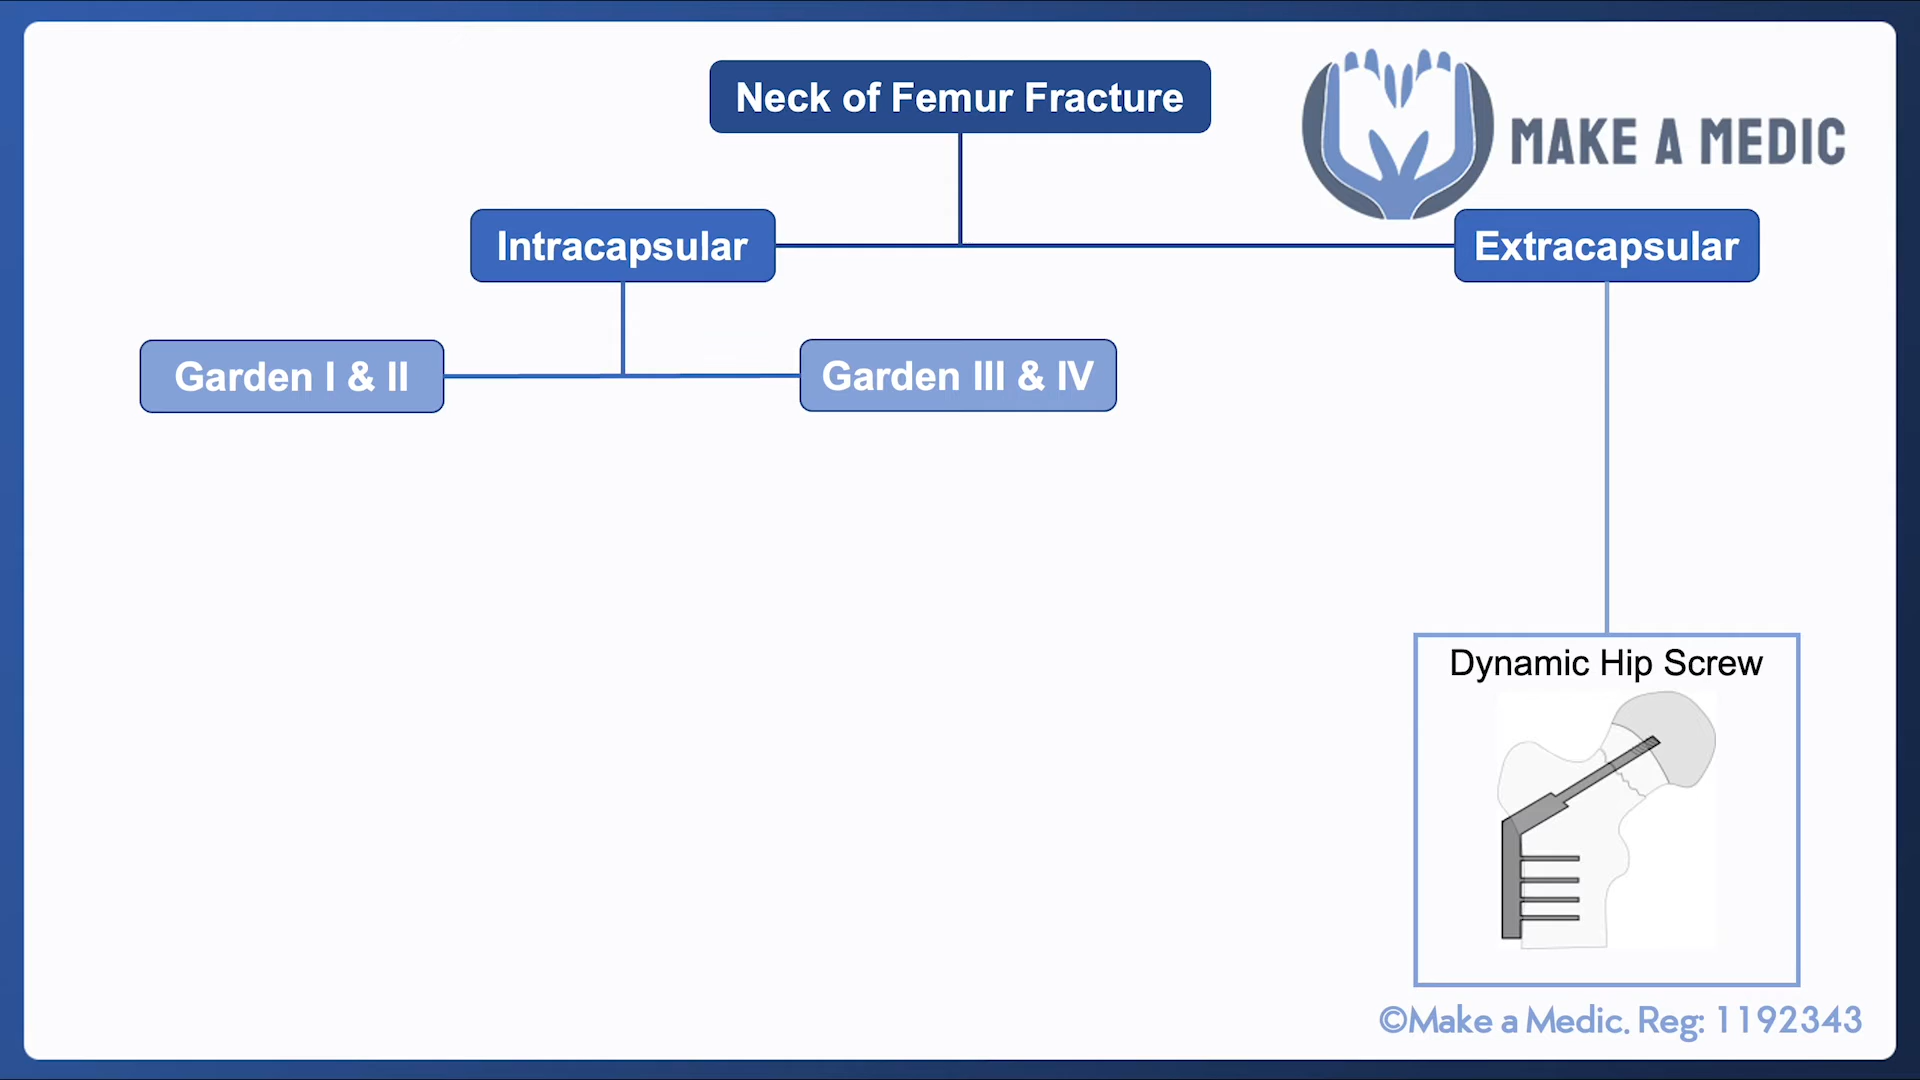 Neck of Femur Fracture
MAKE A MEDIC
Intracapsular
Extracapsular
Garden I & II
Garden III & IV
Dynamic Hip Screw
©Make a Medic. Reg: 1192343